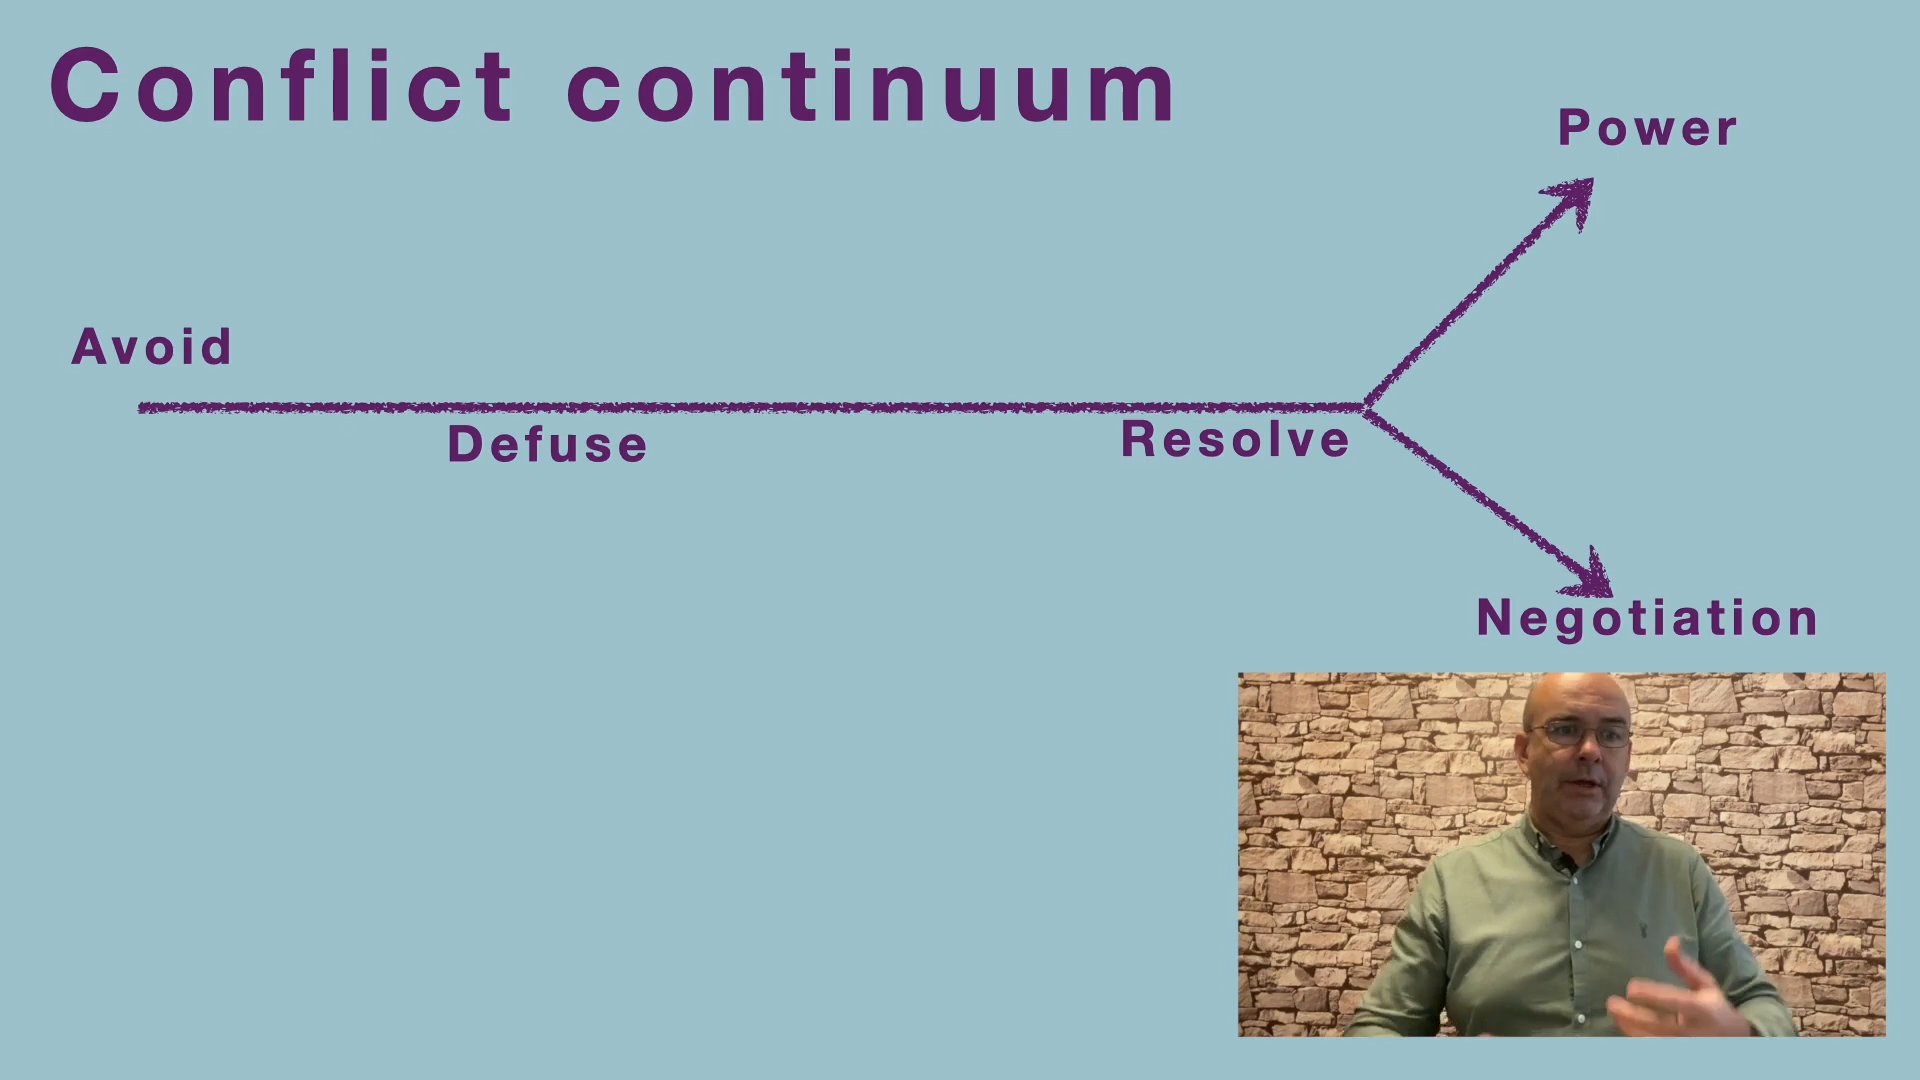 Conflict continuum
Power
Avoid
Defuse
Resolve
Negotiation